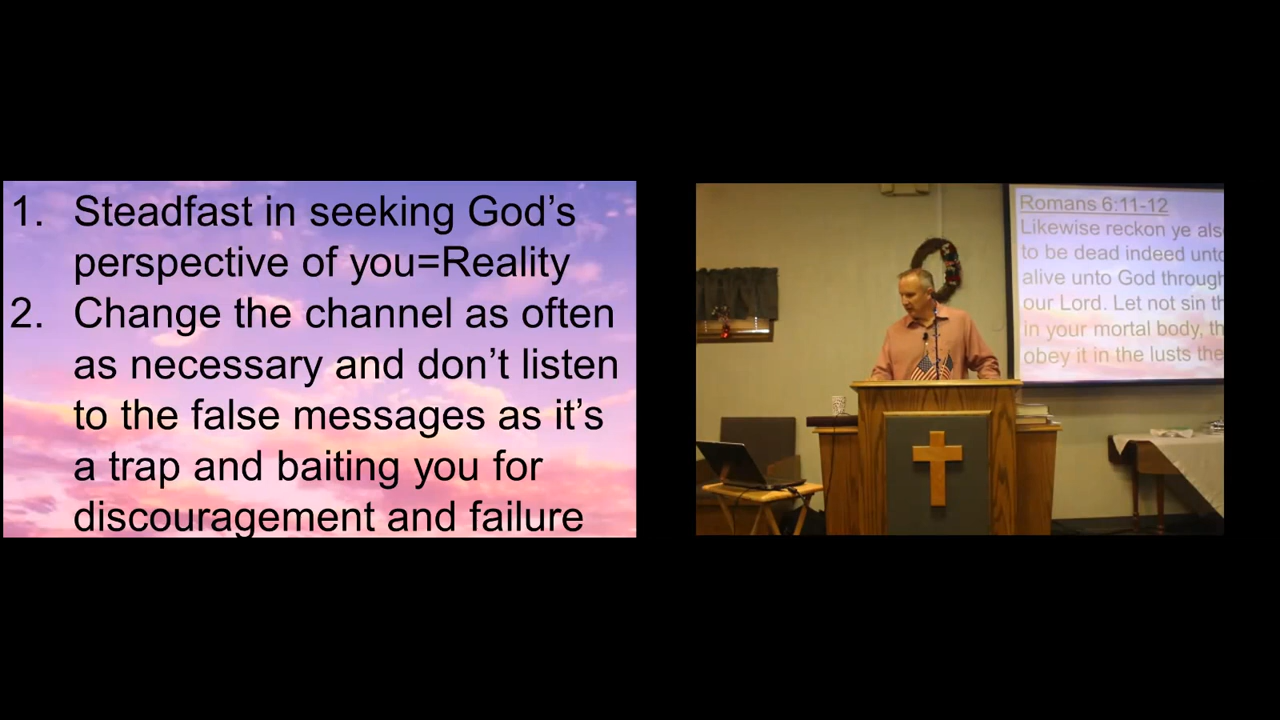 1. Steadfast in seeking God's
perspective of you=Reality
2. Change the channel as often
as necessary and don't listen
to the false messages as it's
a trap and baiting you for
discouragement and failure
Romans 6:11-12
Likewise reckon ye als
to be dead indeed unto
alive unto God through
our Lord. Let not sin th
in your mortal body, th
obey it in the lusts the